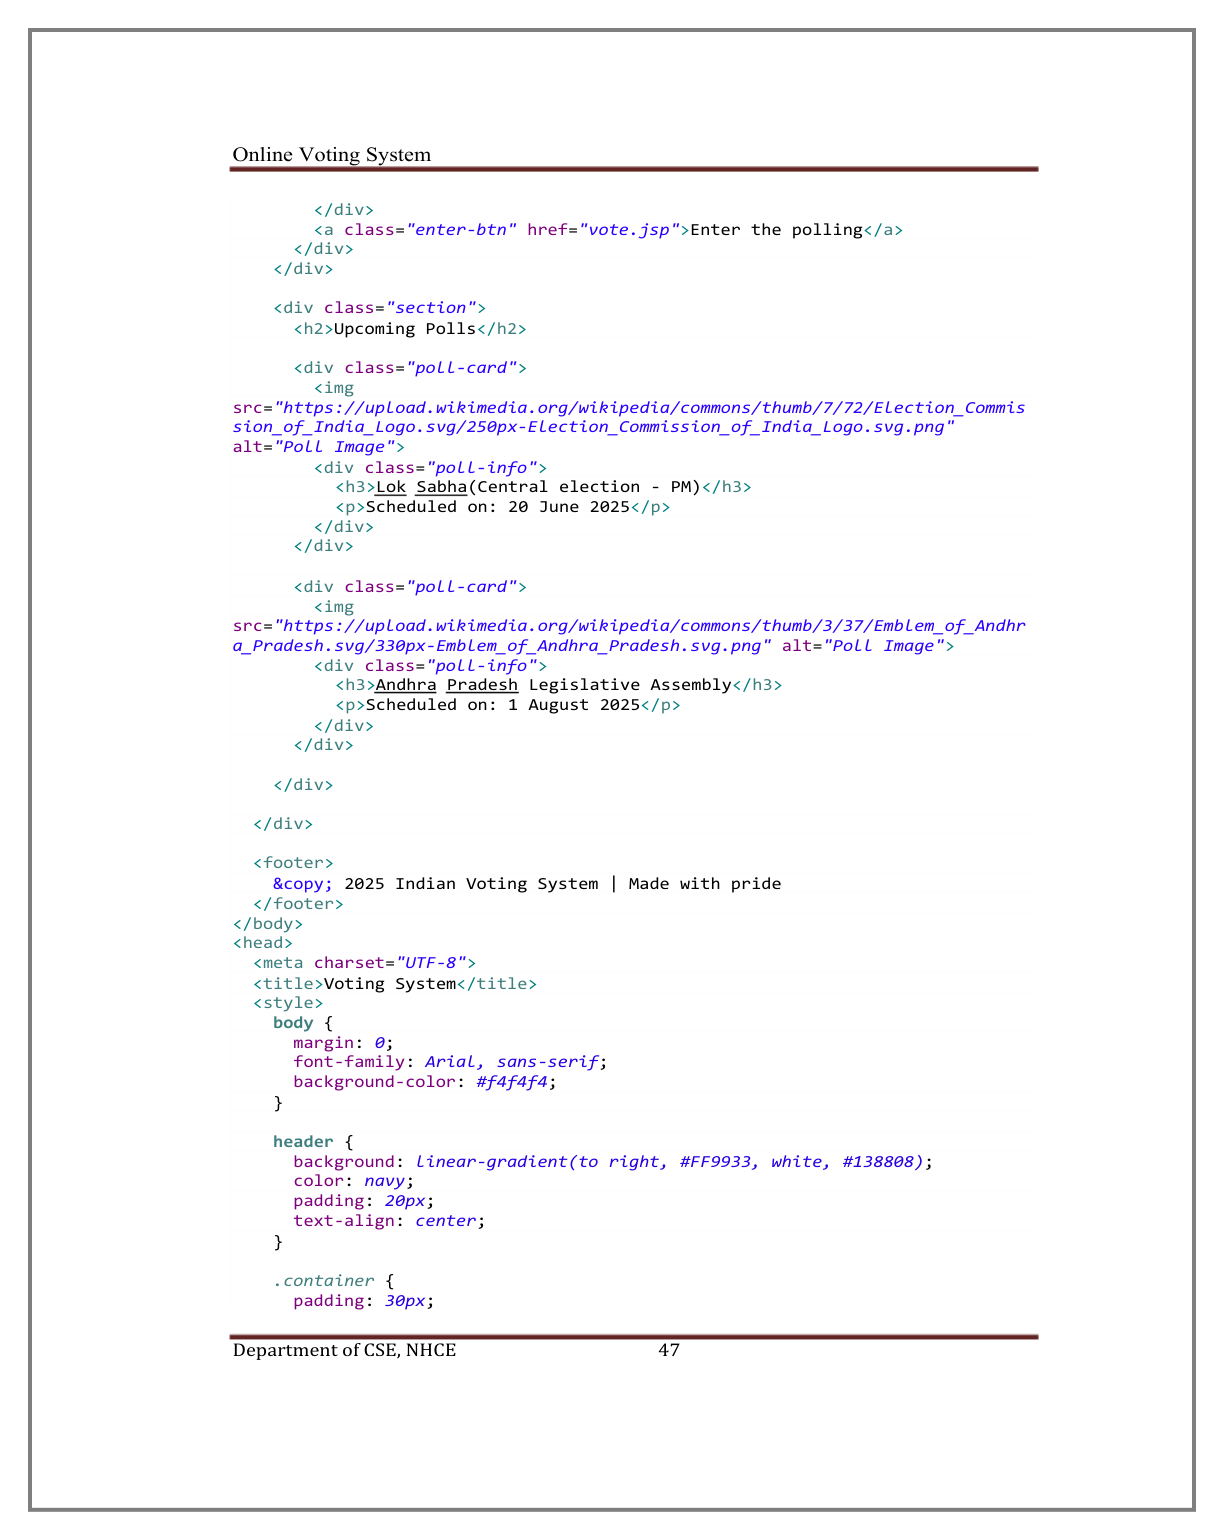 Online Voting System
</div>
<a class="enter-btn" href="vote.jsp">Enter the polling</a>
</div>
</div>
<div class="section">
<h2>Upcoming Polls</h2>
<div class="poll-card">
<img
src="https://upload.wikimedia.org/wikipedia/commons/thumb/7/72/Election_Commis
sion_of_India_Logo.svg/250px-Election_Commission_of_India_Logo.svg.png"
alt="Poll Image">
<div class="poll-info">
<h3>Lok Sabha(Central election - PM)</h3>
<p>Scheduled on: 20 June 2025</p>
</div>
</div>
<div class="poll-card">
<img
src="https://upload.wikimedia.org/wikipedia/commons/thumb/3/37/Emblem_of_Andhr
a_Pradesh.svg/330px-Emblem_of_Andhra_Pradesh.svg.png" alt="Poll Image">
<div class="poll-info">
<h3>Andhra Pradesh Legislative Assembly</h3>
<p>Scheduled on: 1 August 2025</p>
</div>
</div>
</div>
</div>
<footer>
&copy; 2025 Indian Voting System | Made with pride
</footer>
</body>
<head>
<meta charset="UTF-8">
<title>Voting System</title>
<style>
body {
margin: 0;
font-family: Arial, sans-serif;
background-color: #f4f4f4;
}
header {
background: linear-gradient(to right, #FF9933, white, #138808);
color: navy;
padding: 20px;
text-align: center;
}
.container {
padding: 30px;
Department of CSE, NHCE 47